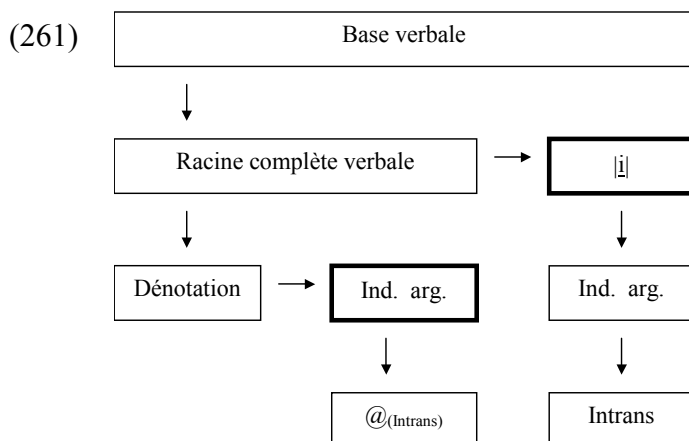 (261) Base verbale
Racine complète verbale |i|
Dénotation Ind. arg. Ind. arg.
@(Intrans) Intrans